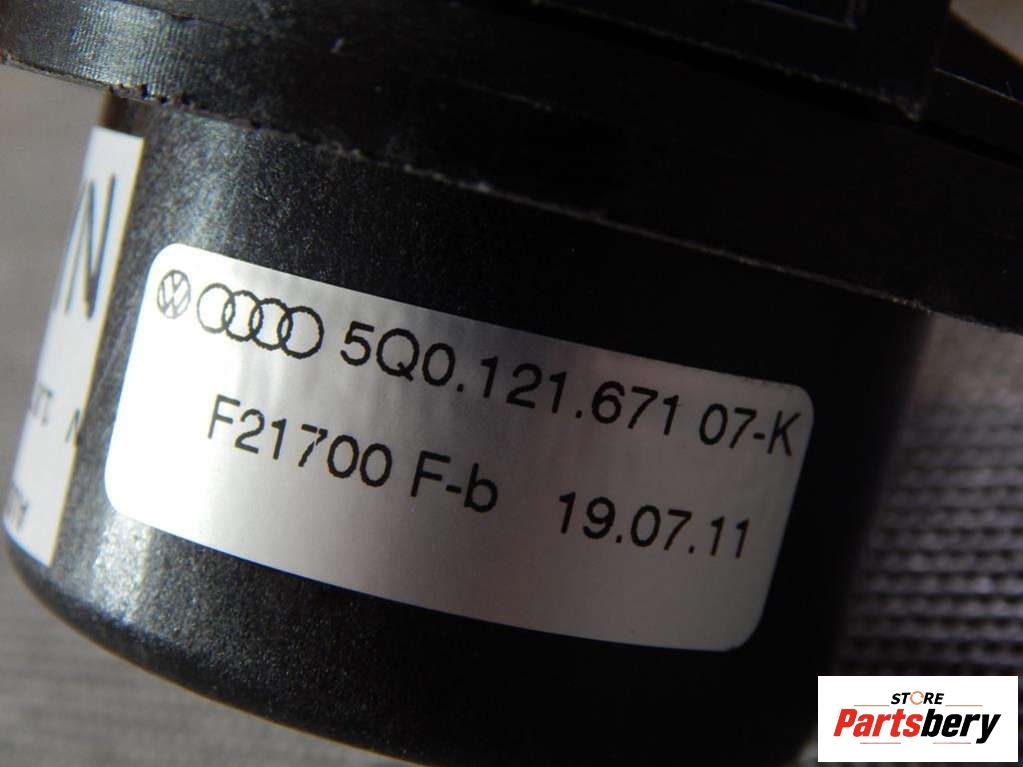 5Q0.121.671 07-K
F21700 F-b 19.07.11
STORE
Partsbery